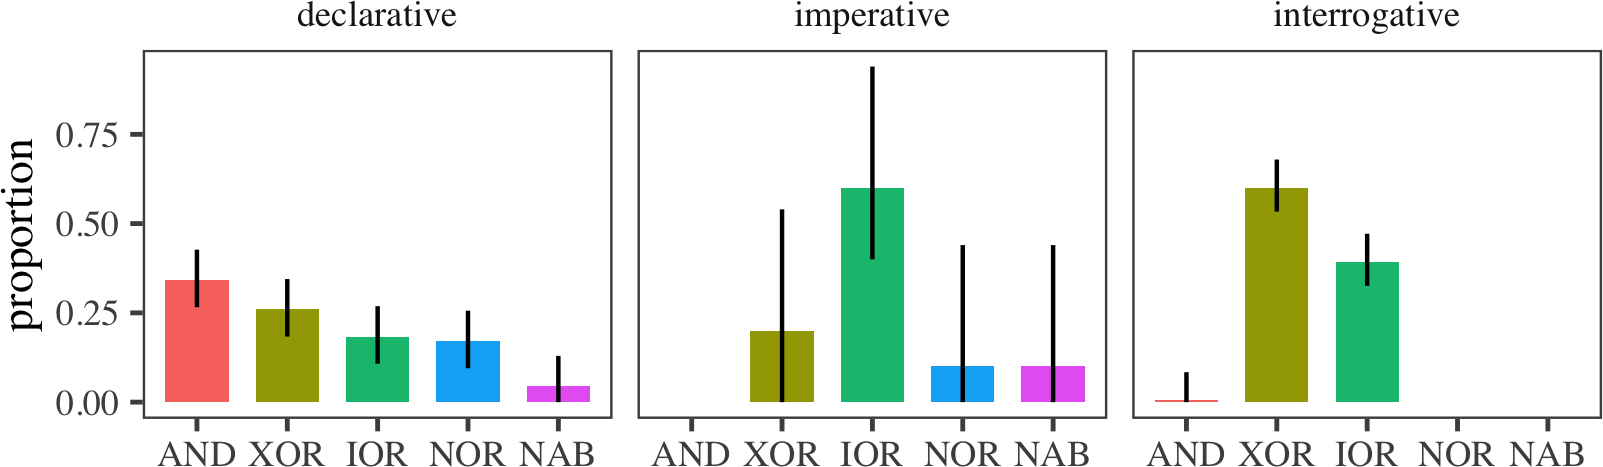 declarative imperative interrogative
proportion
0.75
0.50
0.25
0.00
AND XOR IOR NOR NAB AND XOR IOR NOR NAB AND XOR IOR NOR NAB